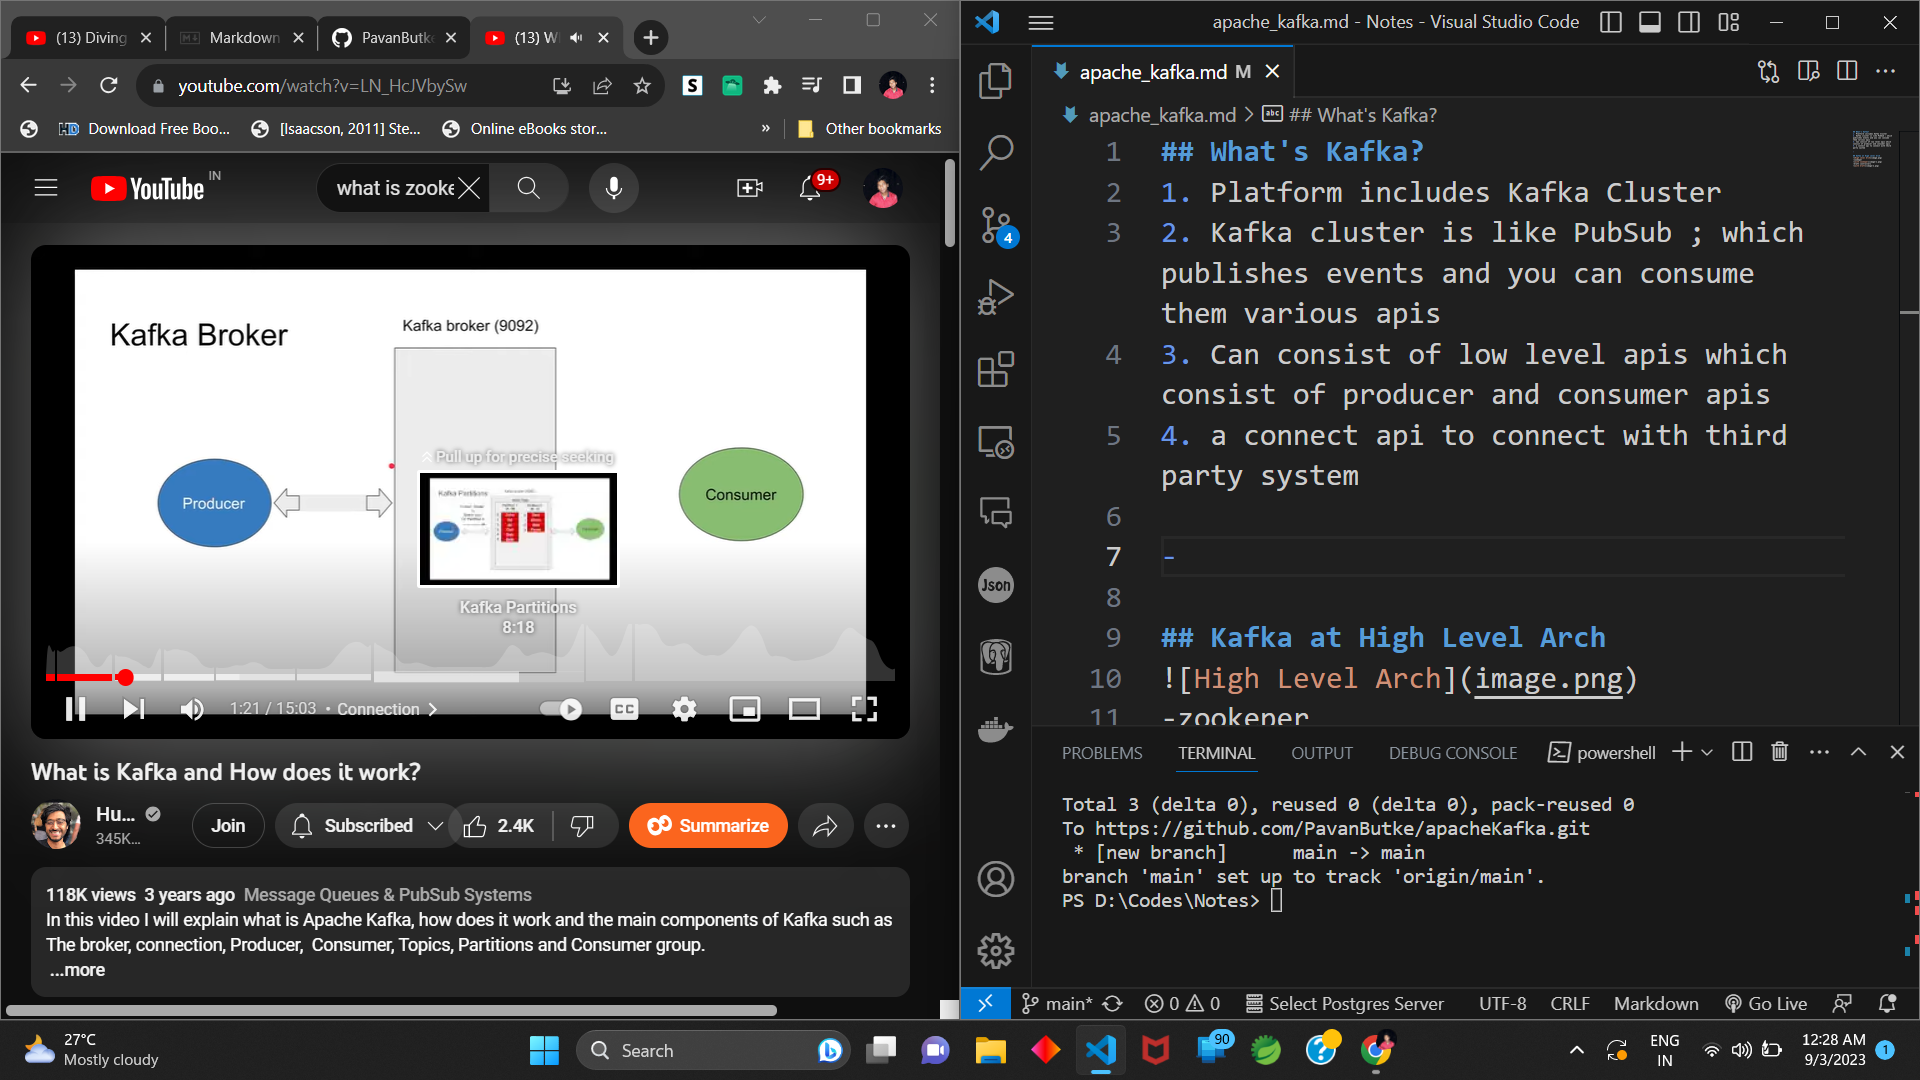 (13) Diving
Markdown
PavanButk
(13) W
youtube.com/watch?v=LN_HcJVbySw
Download Free Boo...
[Isaacson, 2011] Ste...
Online eBooks stor...
»
Other bookmarks
YouTube IN
what is zooke
9+
Kafka Broker
Kafka broker (9092)
Producer
Consumer
Pull up for precise seeking
Kafka Partitions
8:18
1:21 / 15:03 • Connection
CC
What is Kafka and How does it work?
Hu...
345K...
Join
Subscribed
2.4K
Summarize
118K views 3 years ago Message Queues & PubSub Systems
In this video I will explain what is Apache Kafka, how does it work and the main components of Kafka such as
The broker, connection, Producer, Consumer, Topics, Partitions and Consumer group.
...more
apache_kafka.md - Notes - Visual Studio Code
apache_kafka.md M
apache_kafka.md > ## What's Kafka?
4
Json
1 ## What's Kafka?
2 1. Platform includes Kafka Cluster
3 2. Kafka cluster is like PubSub ; which
publishes events and you can consume
them various apis
4 3. Can consist of low level apis which
consist of producer and consumer apis
5 4. a connect api to connect with third
party system
6
7 -
8
9 ## Kafka at High Level Arch
10 ![High Level Arch](image.png)
11 -zookeper
PROBLEMS TERMINAL OUTPUT DEBUG CONSOLE powershell
Total 3 (delta 0), reused 0 (delta 0), pack-reused 0
To https://github.com/PavanButke/apacheKafka.git
* [new branch] main -> main
branch 'main' set up to track 'origin/main'.
PS D:\Codes\Notes>
main* 0 0 Select Postgres Server UTF-8 CRLF Markdown Go Live
27°C
Mostly cloudy
Search
90
ENG
IN
12:28 AM
9/3/2023
1